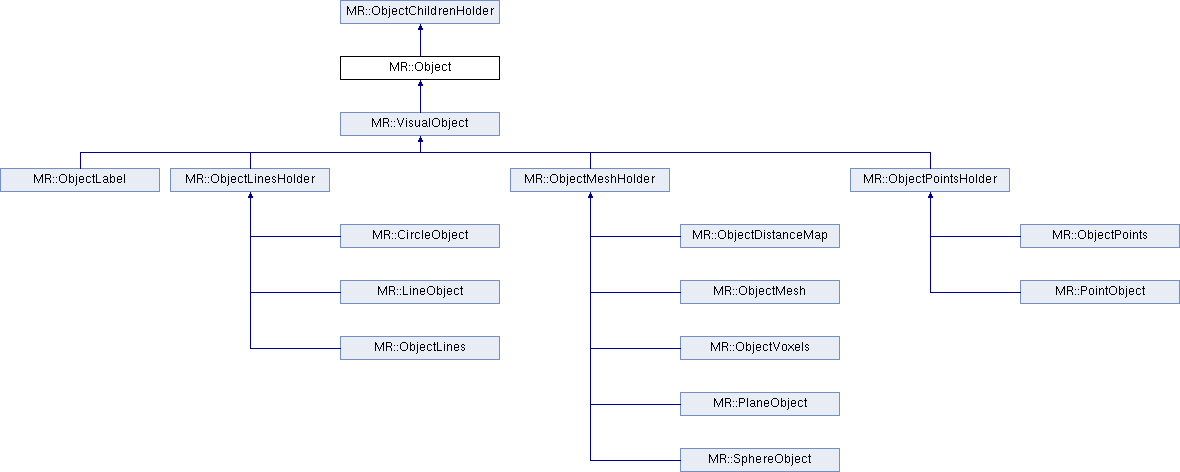 MR::ObjectChildrenHolder
MR::Object
MR::VisualObject
MR::ObjectLabel
MR::ObjectLinesHolder
MR::ObjectMeshHolder
MR::ObjectPointsHolder
MR::CircleObject
MR::ObjectDistanceMap
MR::ObjectPoints
MR::LineObject
MR::ObjectMesh
MR::PointObject
MR::ObjectLines
MR::ObjectVoxels
MR::PlaneObject
MR::SphereObject